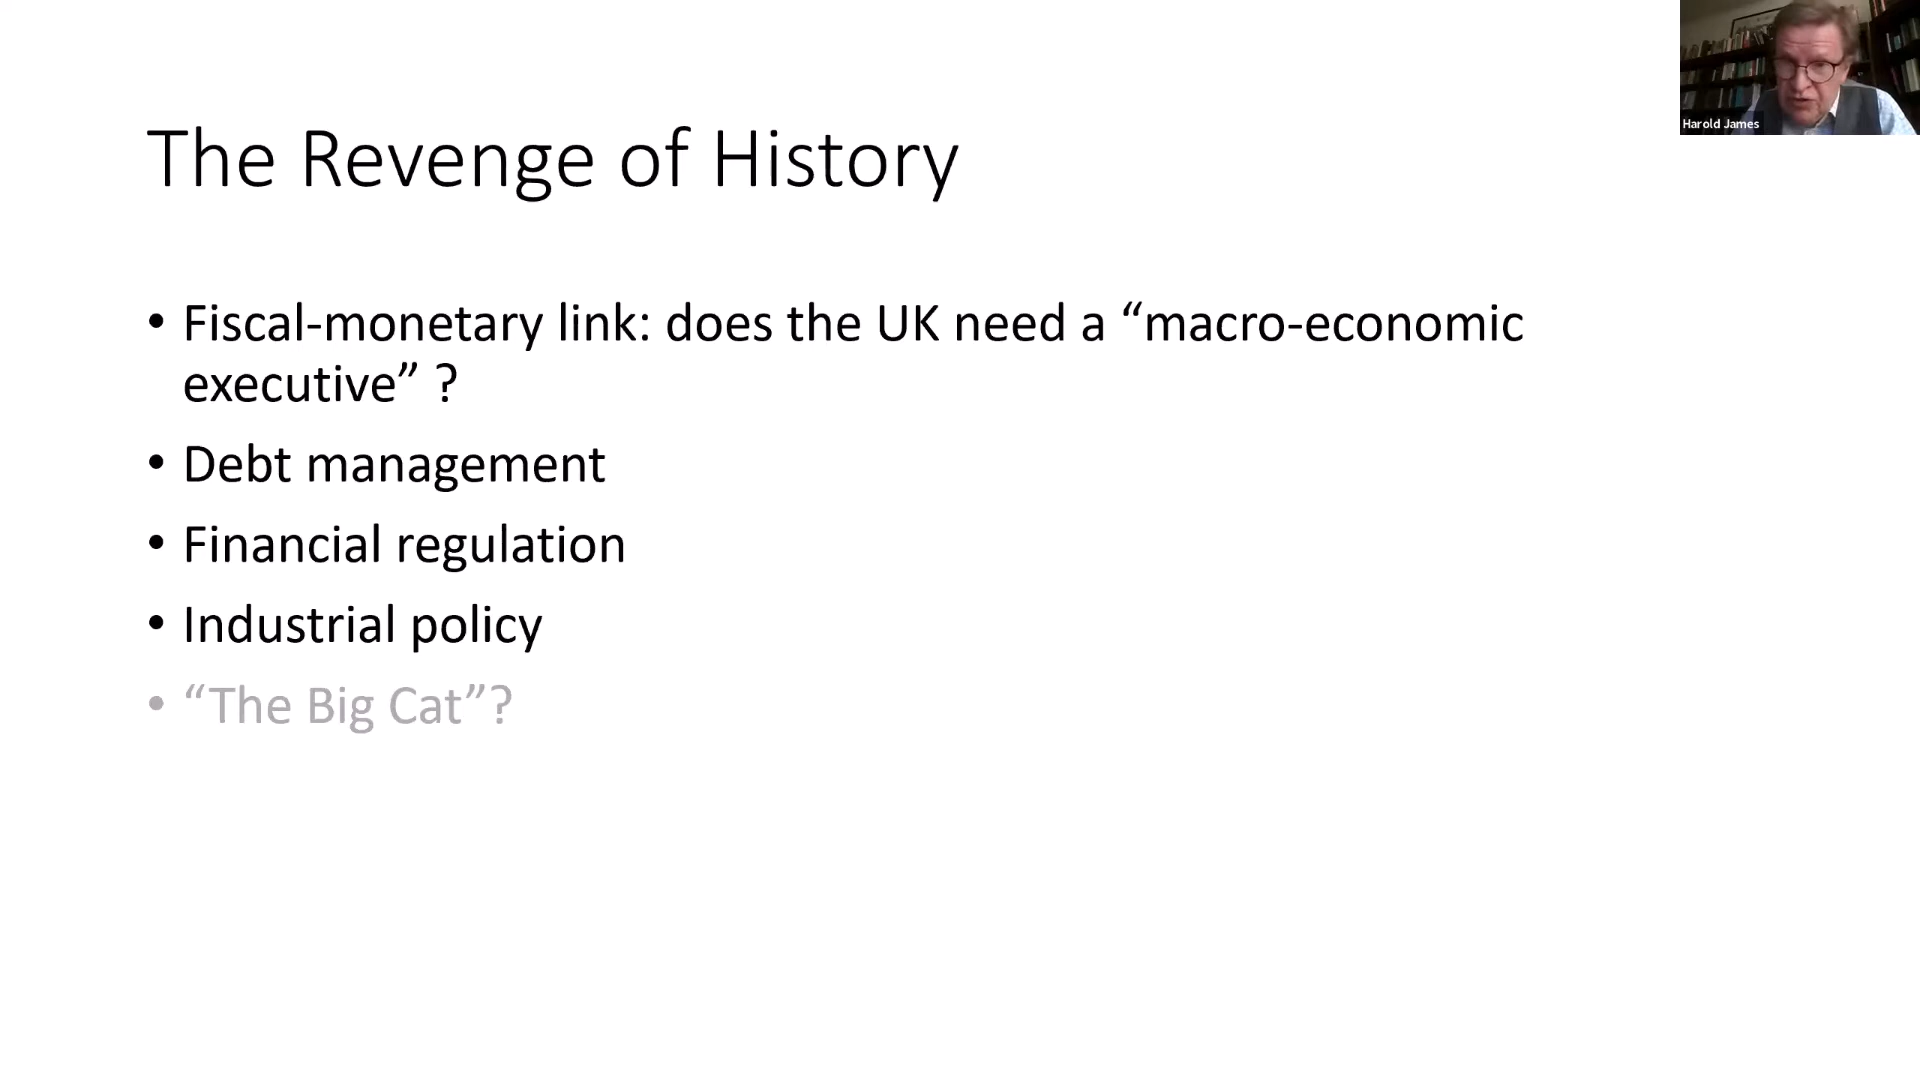 The Revenge of History
• Fiscal-monetary link: does the UK need a “macro-economic
executive” ?
• Debt management
• Financial regulation
• Industrial policy
• “The Big Cat”?
Harold James